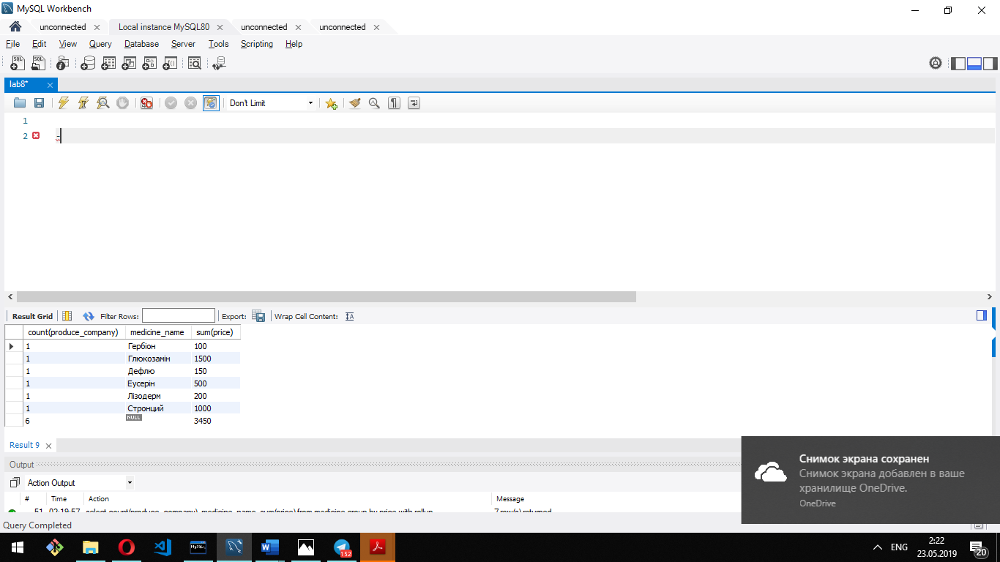 MySQL Workbench
unconnected Local instance MySQL80 unconnected unconnected
File Edit View Query Database Server Tools Scripting Help
lab8*
Don't Limit
1
2 -
Result Grid Filter Rows: Export: Wrap Cell Content:
count(produce_company) medicine_name sum(price)
1 Гербіон 100
1 Глюкозамін 1500
1 Дефлю 150
1 Еусерін 500
1 Лізодерм 200
1 Стронций 1000
6 NULL 3450
Result 9
Output
Action Output
# Time Action Message
51 02:19:57 select count(produce_company), medicine_name, sum(price) from medicine group by price with rollup 7 row(s) returned
Query Completed
Снимок экрана сохранен
Снимок экрана добавлен в ваше
хранилище OneDrive.
OneDrive
152
ENG
2:22
23.05.2019
20